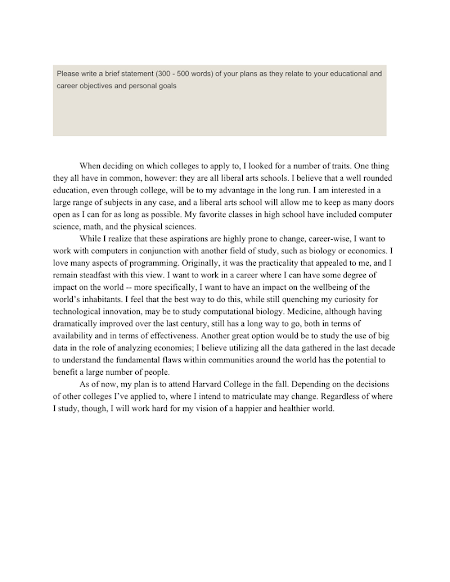 Please write a brief statement (300 - 500 words) of your plans as they relate to your educational and
career objectives and personal goals
When deciding on which colleges to apply to, I looked for a number of traits. One thing
they all have in common, however: they are all liberal arts schools. I believe that a well rounded
education, even through college, will be to my advantage in the long run. I am interested in a
large range of subjects in any case, and a liberal arts school will allow me to keep as many doors
open as I can for as long as possible. My favorite classes in high school have included computer
science, math, and the physical sciences.
While I realize that these aspirations are highly prone to change, career-wise, I want to
work with computers in conjunction with another field of study, such as biology or economics. I
love many aspects of programming. Originally, it was the practicality that appealed to me, and I
remain steadfast with this view. I want to work in a career where I can have some degree of
impact on the world -- more specifically, I want to have an impact on the wellbeing of the
world's inhabitants. I feel that the best way to do this, while still quenching my curiosity for
technological innovation, may be to study computational biology. Medicine, although having
dramatically improved over the last century, still has a long way to go, both in terms of
availability and in terms of effectiveness. Another great option would be to study the use of big
data in the role of analyzing economies; I believe utilizing all the data gathered in the last decade
to understand the fundamental flaws within communities around the world has the potential to
benefit a large number of people.
As of now, my plan is to attend Harvard College in the fall. Depending on the decisions
of other colleges I've applied to, where I intend to matriculate may change. Regardless of where
I study, though, I will work hard for my vision of a happier and healthier world.